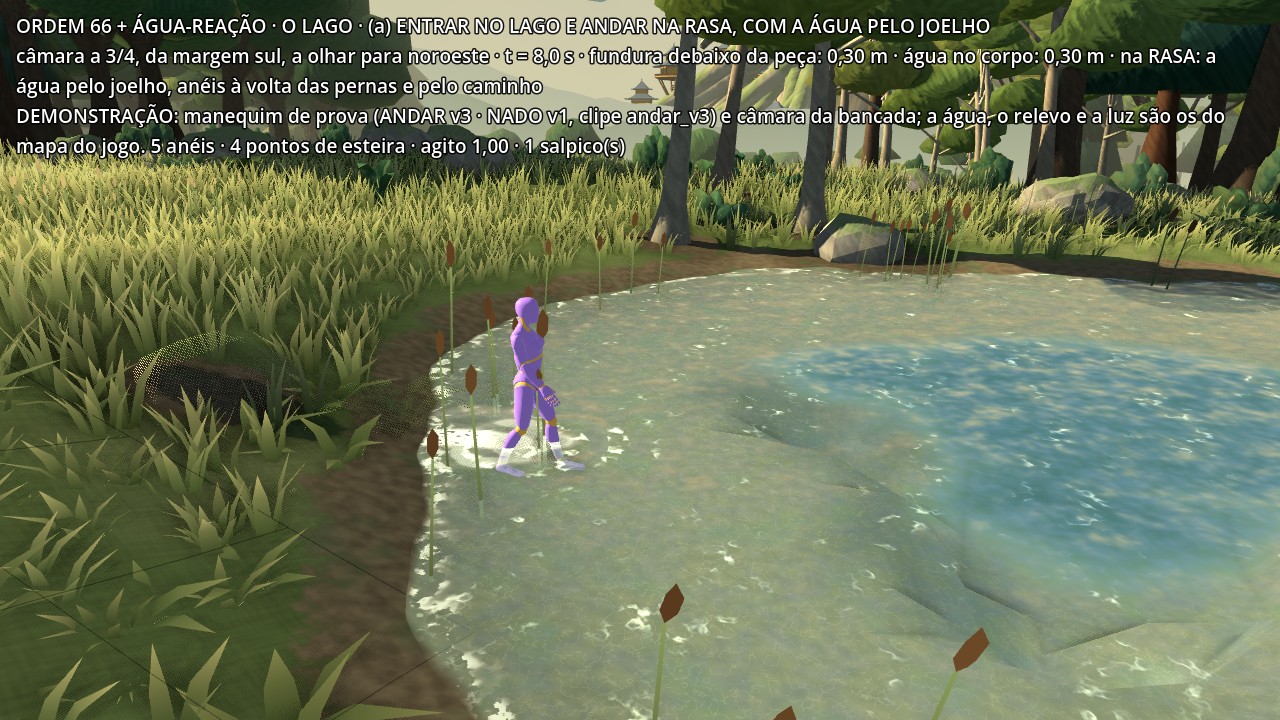 ORDEM 66 + ÁGUA-REAÇÃO · O LAGO · (a) ENTRAR NO LAGO E ANDAR NA RASA, COM A ÁGUA PELO JOELHO
câmara a 3/4, da margem sul, a olhar para noroeste · t = 8,0 s · fundura debaixo da peça: 0,30 m · água no corpo: 0,30 m · na RASA: a
água pelo joelho, anéis à volta das pernas e pelo caminho
DEMONSTRAÇÃO: manequim de prova (ANDAR v3 · NADO v1, clipe andar_v3) e câmara da bancada; a água, o relevo e a luz são os do
mapa do jogo. 5 anéis · 4 pontos de esteira · agito 1,00 · 1 salpico(s)